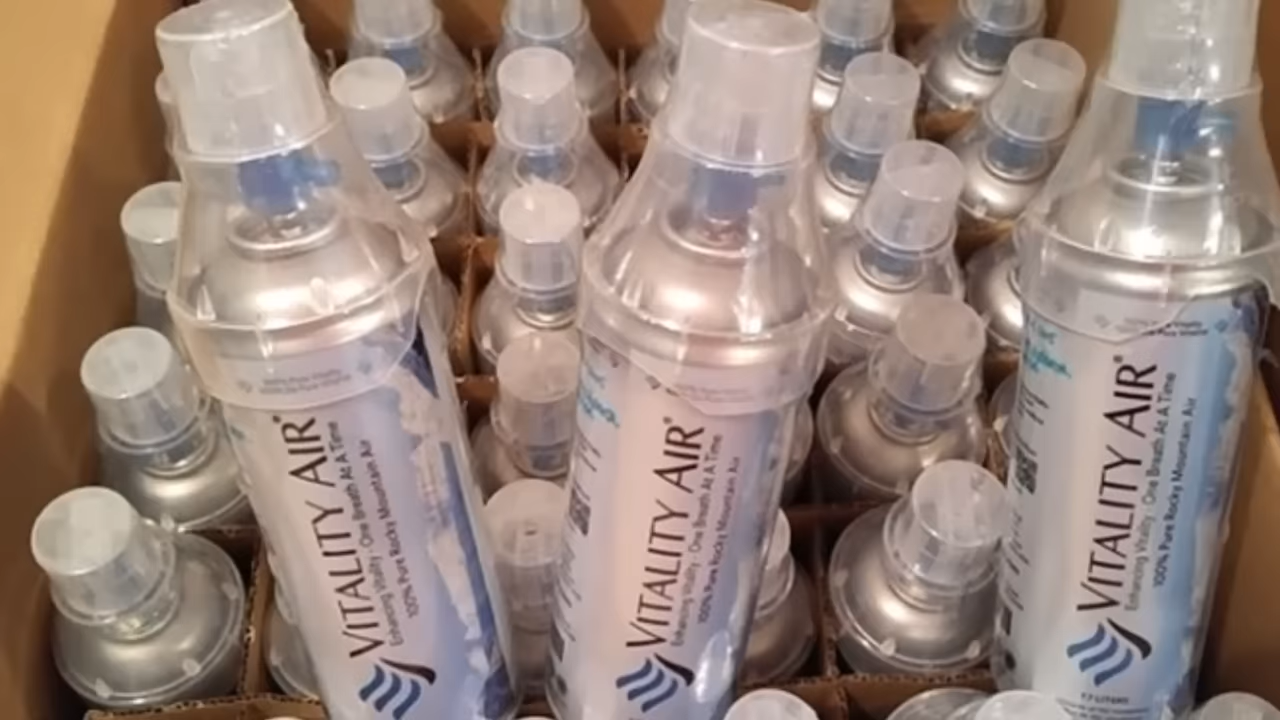 VITALITY AIR®
Enhancing Vitality · One Breath At A Time
100% Pure Rocky Mountain Air
VITALITY AIR®
Enhancing Vitality · One Breath At A Time
100% Pure Rocky Mountain Air
VITALITY AIR®
Enhancing Vitality · One Breath At A Time
100% Pure Rocky Mountain Air